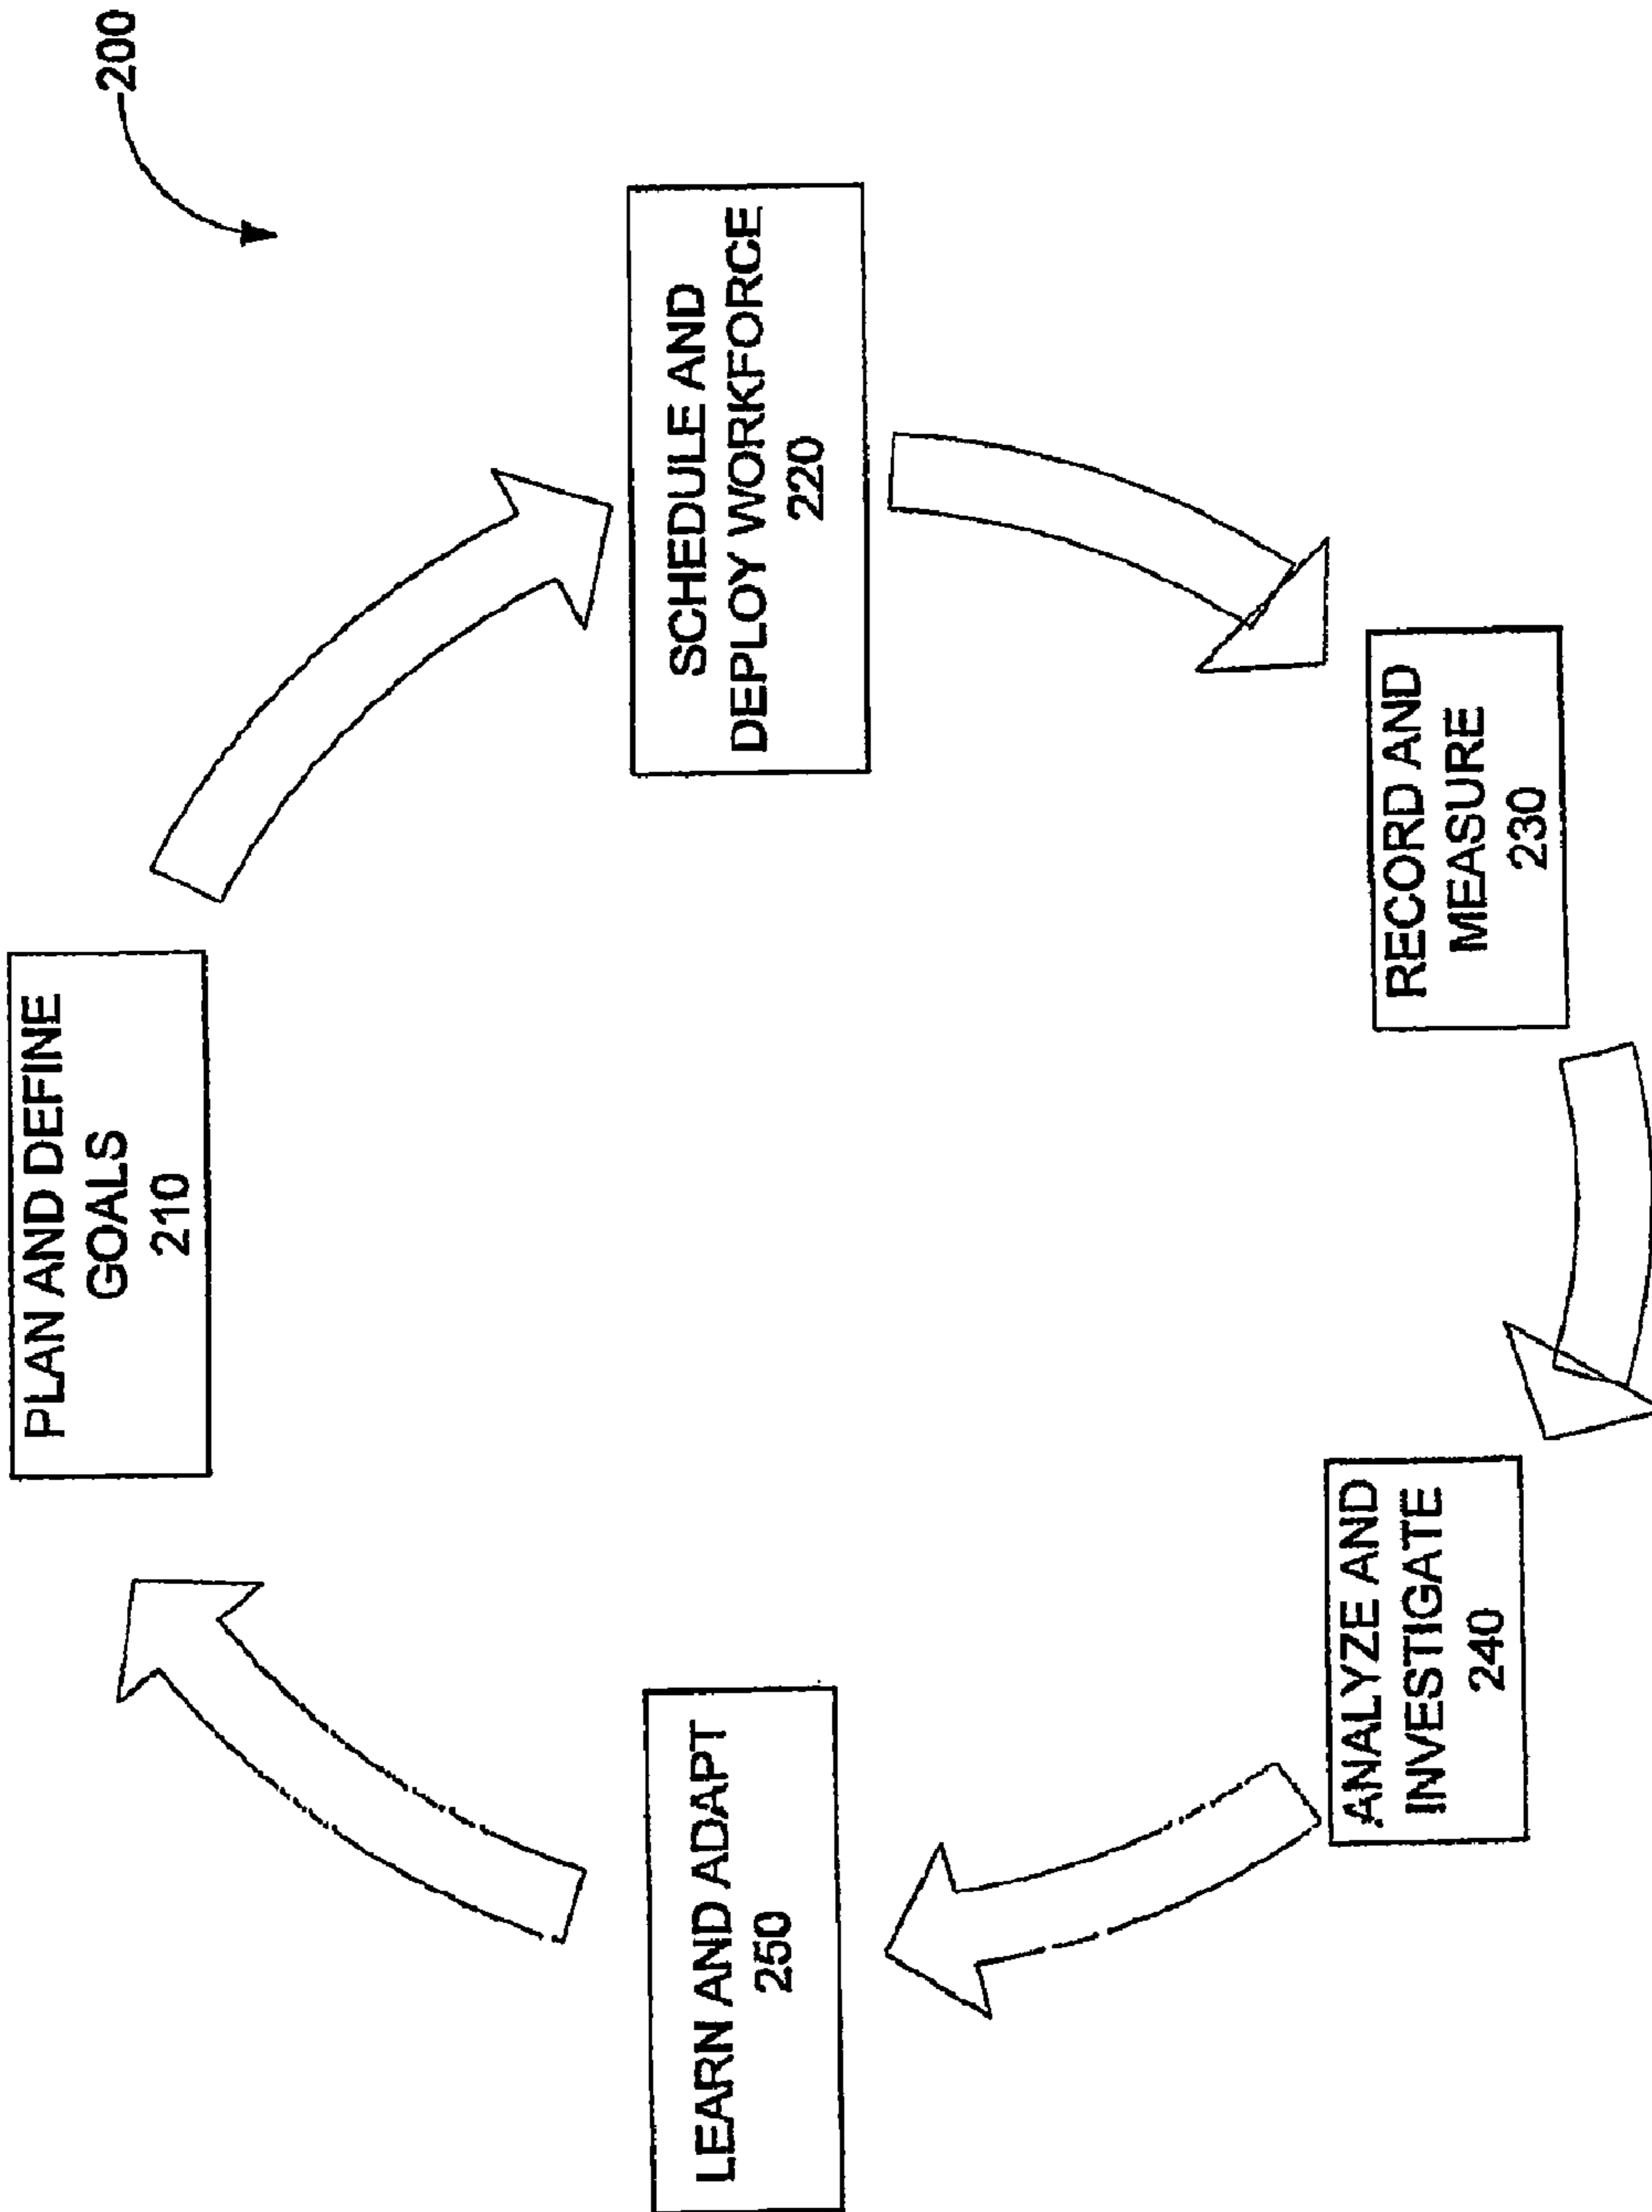 200
PLAN AND DEFINE
GOALS
210
SCHEDULE AND
DEPLOY WORKFORCE
220
RECORD AND
MEASURE
230
ANALYZE AND
INVESTIGATE
240
LEARN AND ADAPT
250